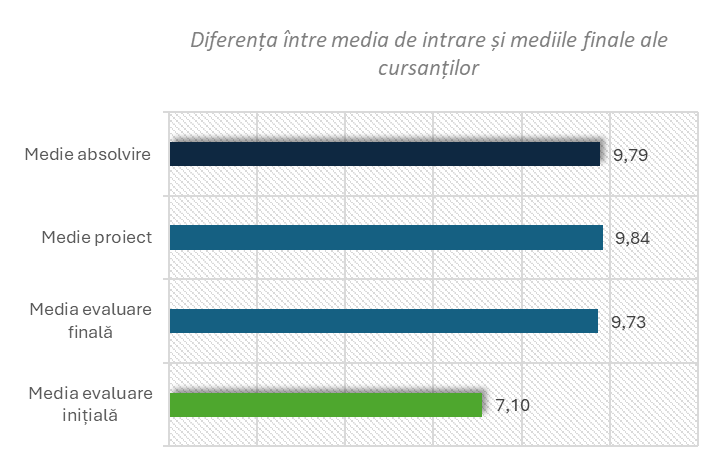 Diferența între media de intrare și mediile finale ale
cursanților
Medie absolvire
9,79
Medie proiect
9,84
Media evaluare
finală
9,73
Media evaluare
inițială
7,10